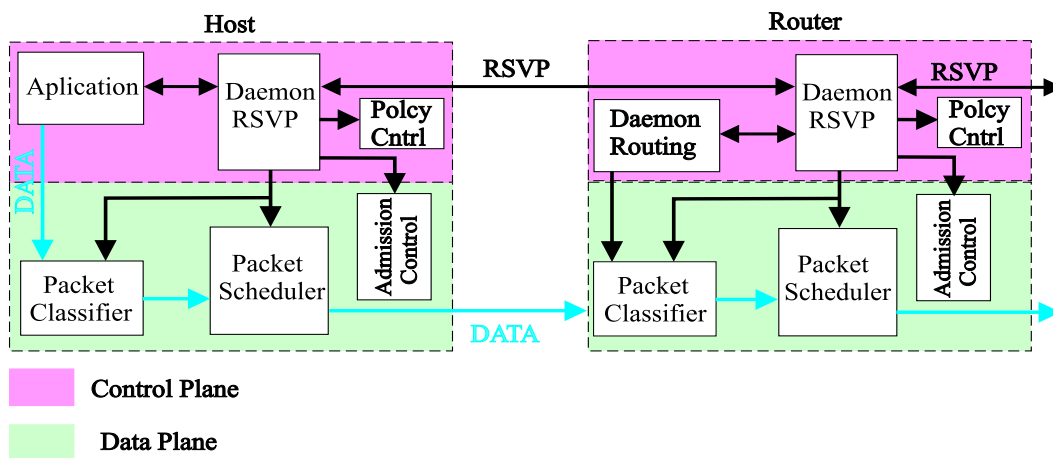 Host
Router
Aplication
Daemon
RSVP
Polcy
Cntrl
RSVP
Daemon
Routing
Daemon
RSVP
RSVP
Polcy
Cntrl
DATA
Packet
Classifier
Packet
Scheduler
Admission
Control
DATA
Packet
Classifier
Packet
Scheduler
Admission
Control
Control Plane
Data Plane